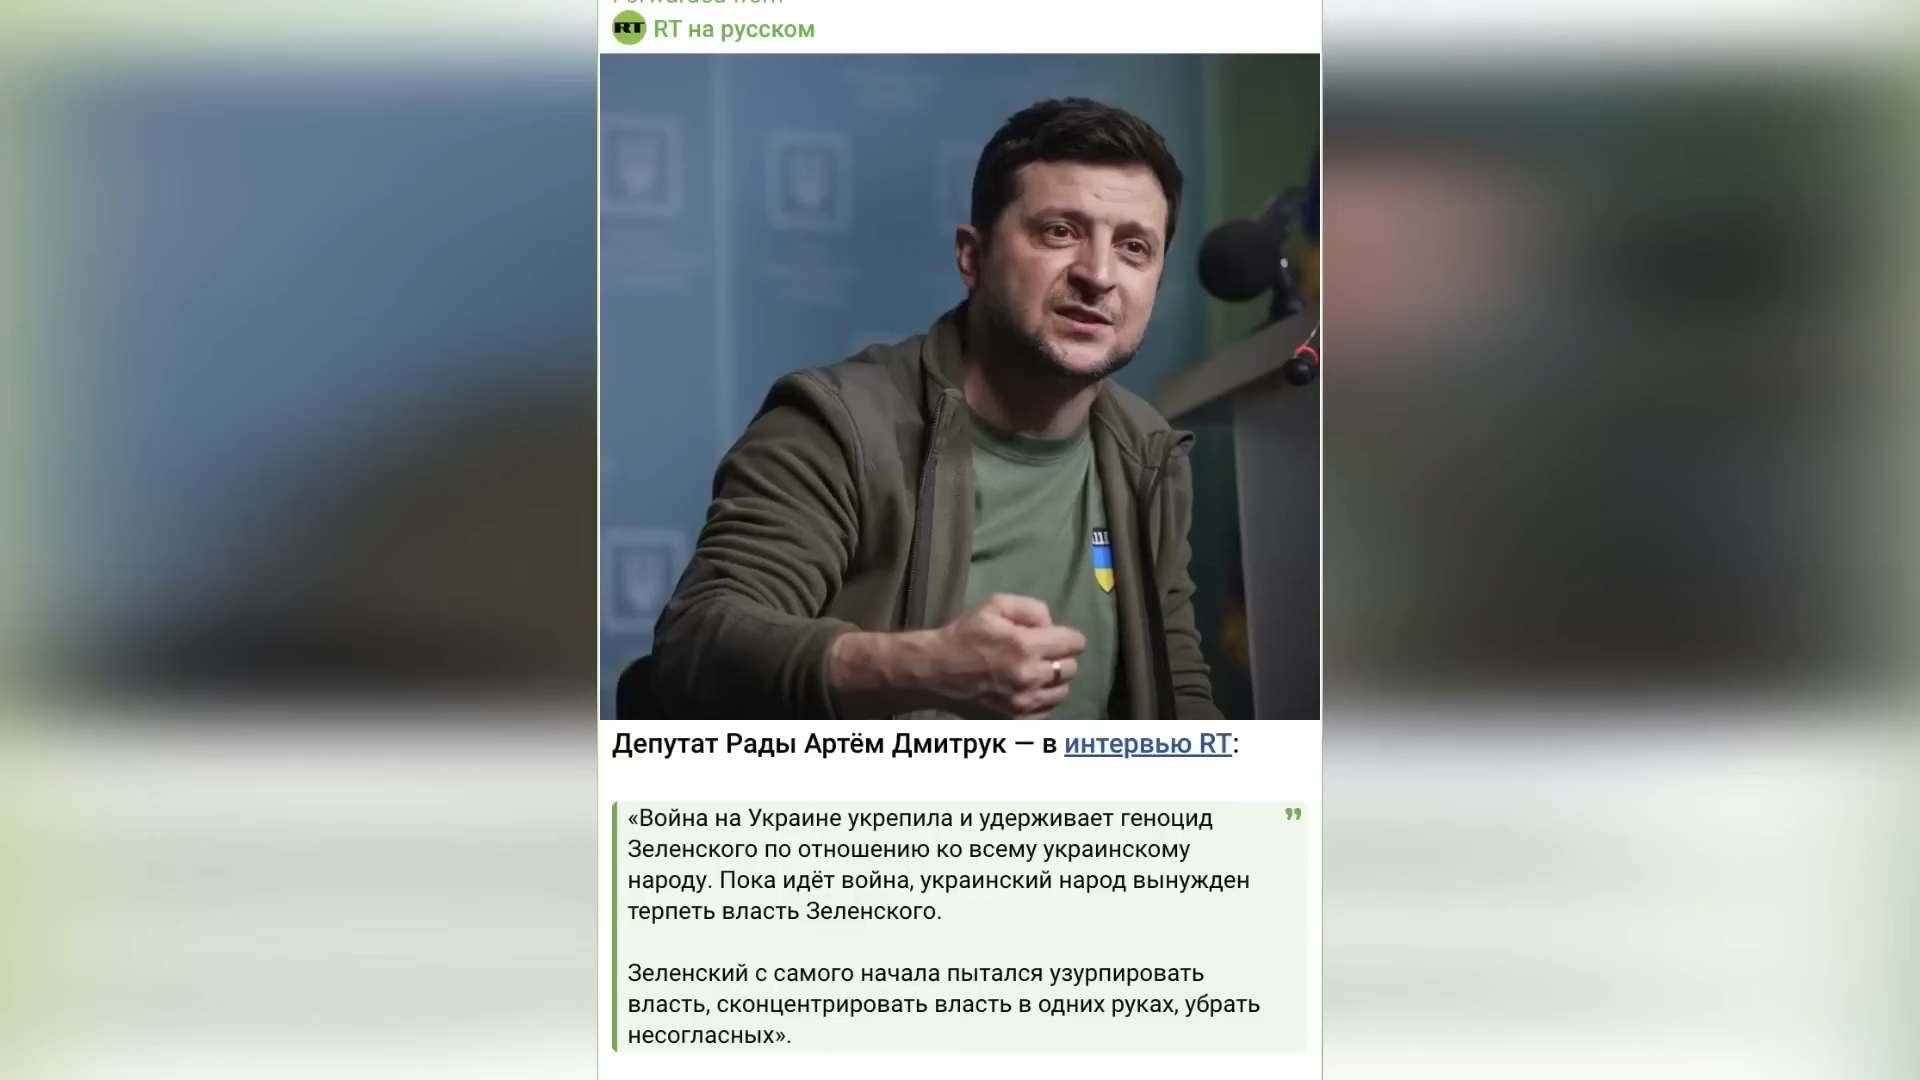 RT RT на русском
Депутат Рады Артём Дмитрук — в интервью RT:
«Война на Украине укрепила и удерживает геноцид
Зеленского по отношению ко всему украинскому
народу. Пока идёт война, украинский народ вынужден
терпеть власть Зеленского.
Зеленский с самого начала пытался узурпировать
власть, сконцентрировать власть в одних руках, убрать
несогласных».